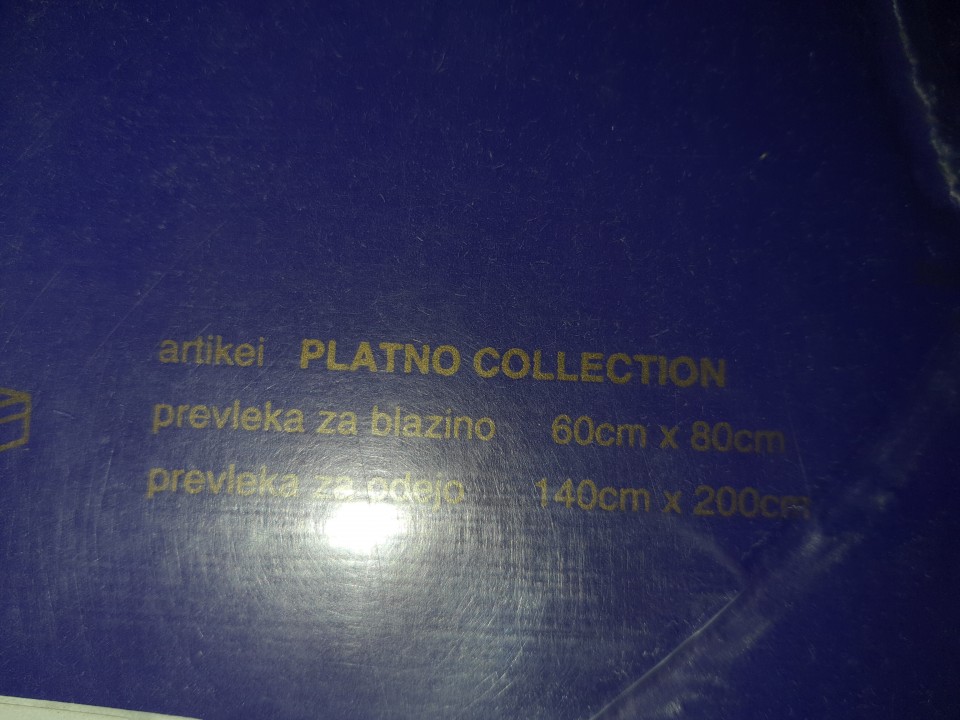 artikei PLATNO COLLECTION
prevleka za blazino 60cm x 80cm
prevleka za odejo 140cm x 200cm